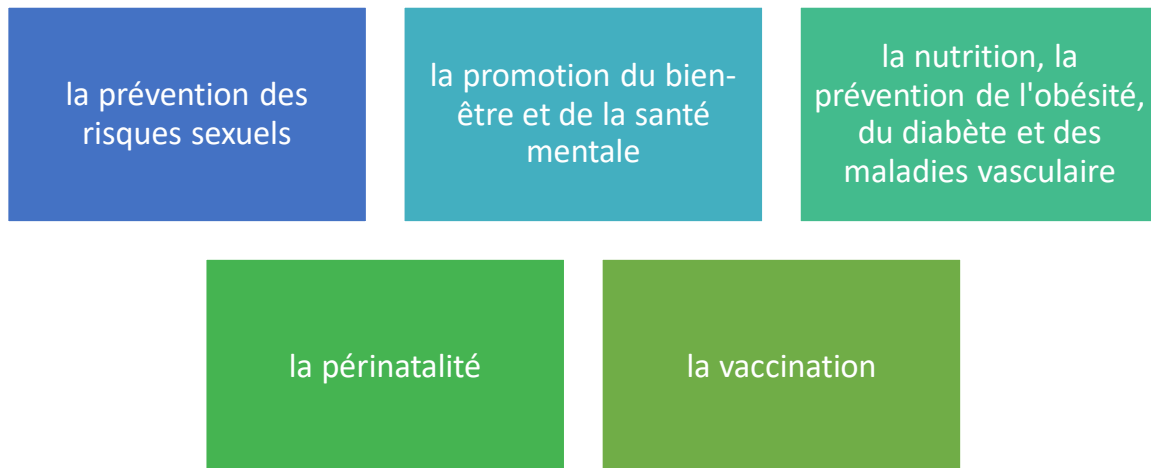 la prévention des
risques sexuels
la promotion du bien-
être et de la santé
mentale
la nutrition, la
prévention de l'obésité,
du diabète et des
maladies vasculaire
la périnatalité
la vaccination